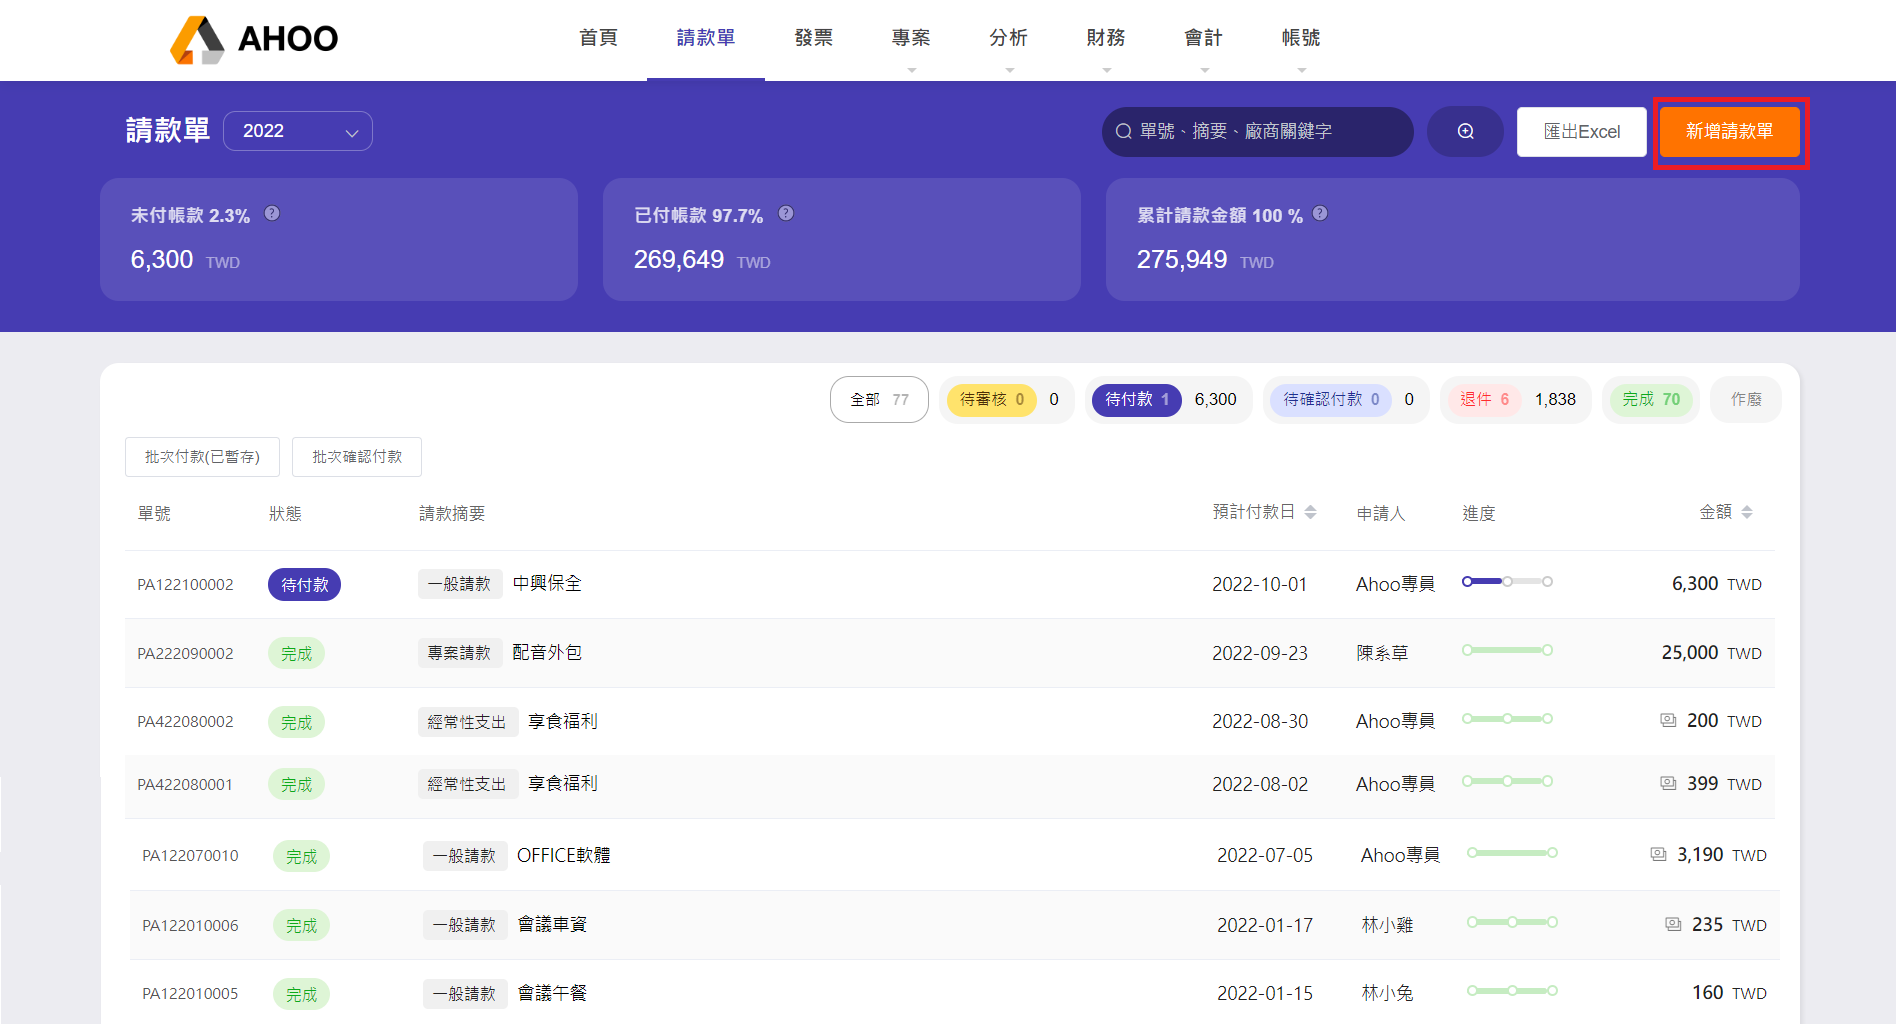 AHOO
首頁 請款單 發票 專案 分析 財務 會計 帳號
請款單 2022 單號、摘要、廠商關鍵字 匯出Excel 新增請款單
未付帳款 2.3% ? 已付帳款 97.7% ? 累計請款金額 100 % ?
6,300 TWD 269,649 TWD 275,949 TWD
全部 77 待審核 0 0 待付款 1 6,300 待確認付款 0 0 退件 6 1,838 完成 70 作廢
批次付款(已暫存) 批次確認付款
單號 狀態 請款摘要 預計付款日 申請人 進度 金額
PA122100002 待付款 一般請款 中興保全 2022-10-01 Ahoo專員 6,300 TWD
PA222090002 完成 專案請款 配音外包 2022-09-23 陳糸草 25,000 TWD
PA422080002 完成 經常性支出 享食福利 2022-08-30 Ahoo專員 200 TWD
PA422080001 完成 經常性支出 享食福利 2022-08-02 Ahoo專員 399 TWD
PA122070010 完成 一般請款 OFFICE軟體 2022-07-05 Ahoo專員 3,190 TWD
PA122010006 完成 一般請款 會議車資 2022-01-17 林小雞 235 TWD
PA122010005 完成 一般請款 會議午餐 2022-01-15 林小兔 160 TWD